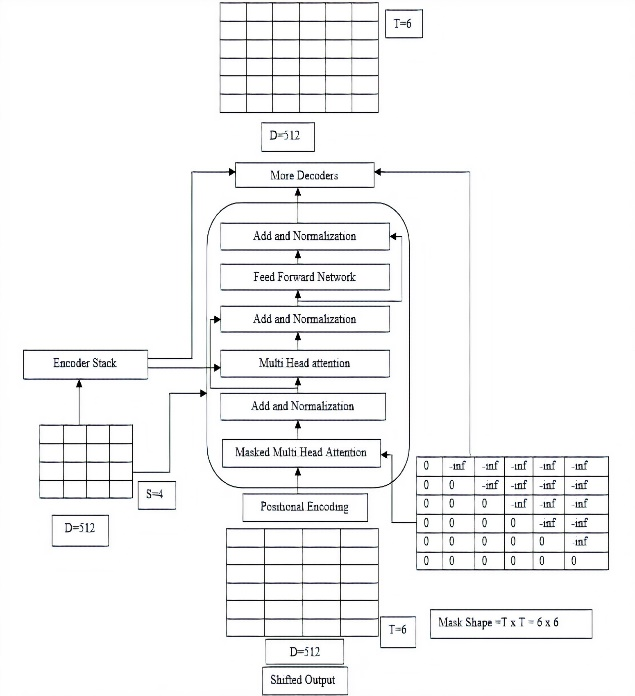 T=6
D=512
More Decoders
Add and Normalization
Feed Forward Network
Add and Normalization
Encoder Stack
Multi Head attention
Add and Normalization
Masked Multi Head Attention
0 -inf -inf -inf -inf -inf
0 0 -inf -inf -inf -inf
0 0 0 -inf -inf -inf
0 0 0 0 -inf -inf
0 0 0 0 0 -inf
0 0 0 0 0 0
S=4
Positional Encoding
D=512
T=6
Mask Shape =T x T = 6 x 6
D=512
Shifted Output